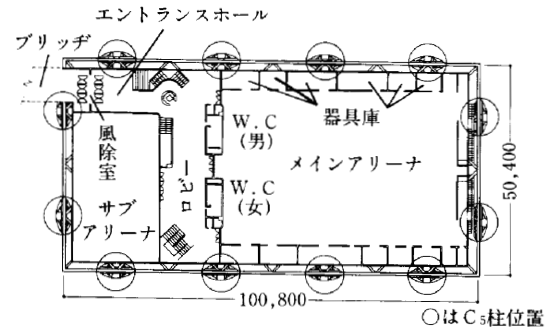 エントランスホール
ブリッヂ
風除室
W.C
(男)
器具庫
メインアリーナ
ロビー
W.C
(女)
サブ
アリーナ
50,400
100,800
○はC₅柱位置